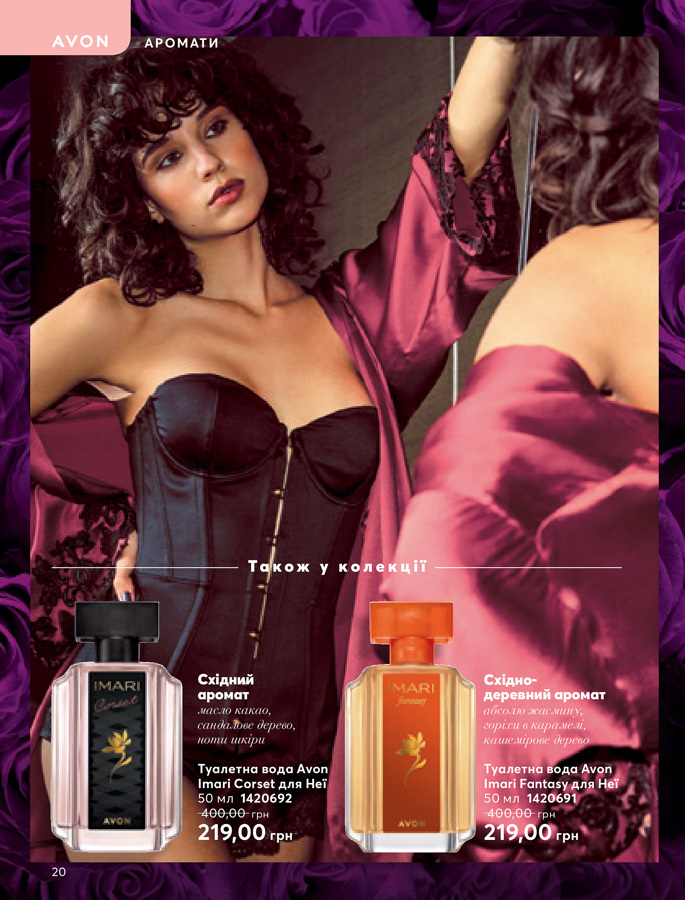 AVON
АРОМАТИ
Також у колекції
IMARI
Corset
AVON
Східний
аромат
масло какао,
сандалове дерево,
ноти шкіри
Туалетна вода Avon
Imari Corset для Неї
50 мл 1420692
400,00 грн
219,00 грн
IMARI
fantasy
AVON
Східно-
деревний аромат
абсолю жасмину,
горіхи в карамелі,
кашемірове дерево
Туалетна вода Avon
Imari Fantasy для Неї
50 мл 1420691
400,00 грн
219,00 грн
20